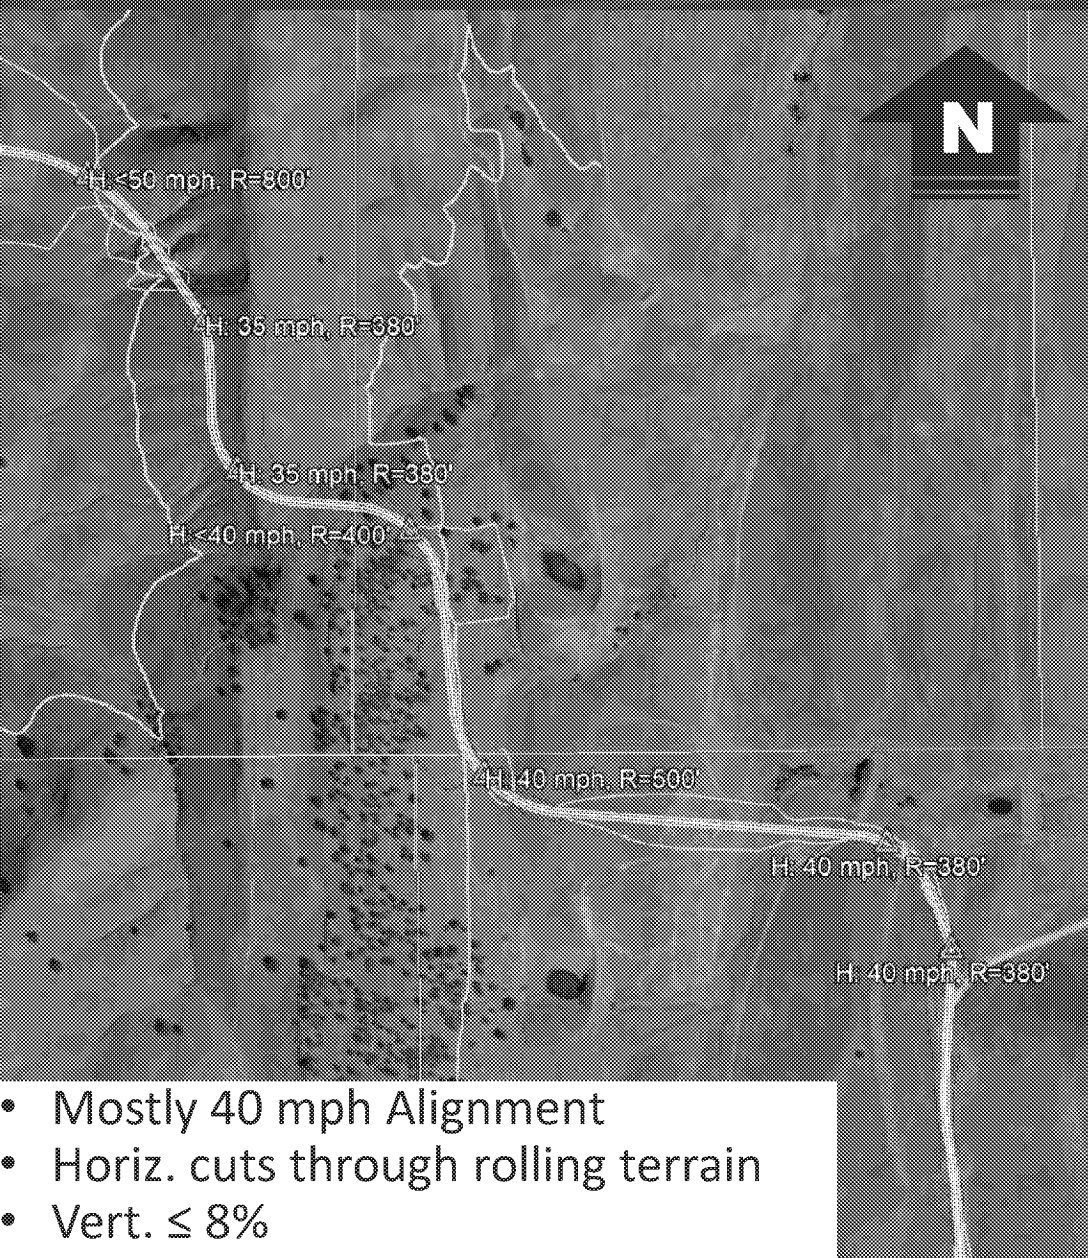 N
H:<50 mph, R=800'
H: 35 mph, R=380'
H: 35 mph, R=380'
H:<40 mph, R=400'
H: 40 mph, R=500'
H: 40 mph, R=380'
H: 40 mph, R=380'
• Mostly 40 mph Alignment
• Horiz. cuts through rolling terrain
• Vert. ≤ 8%